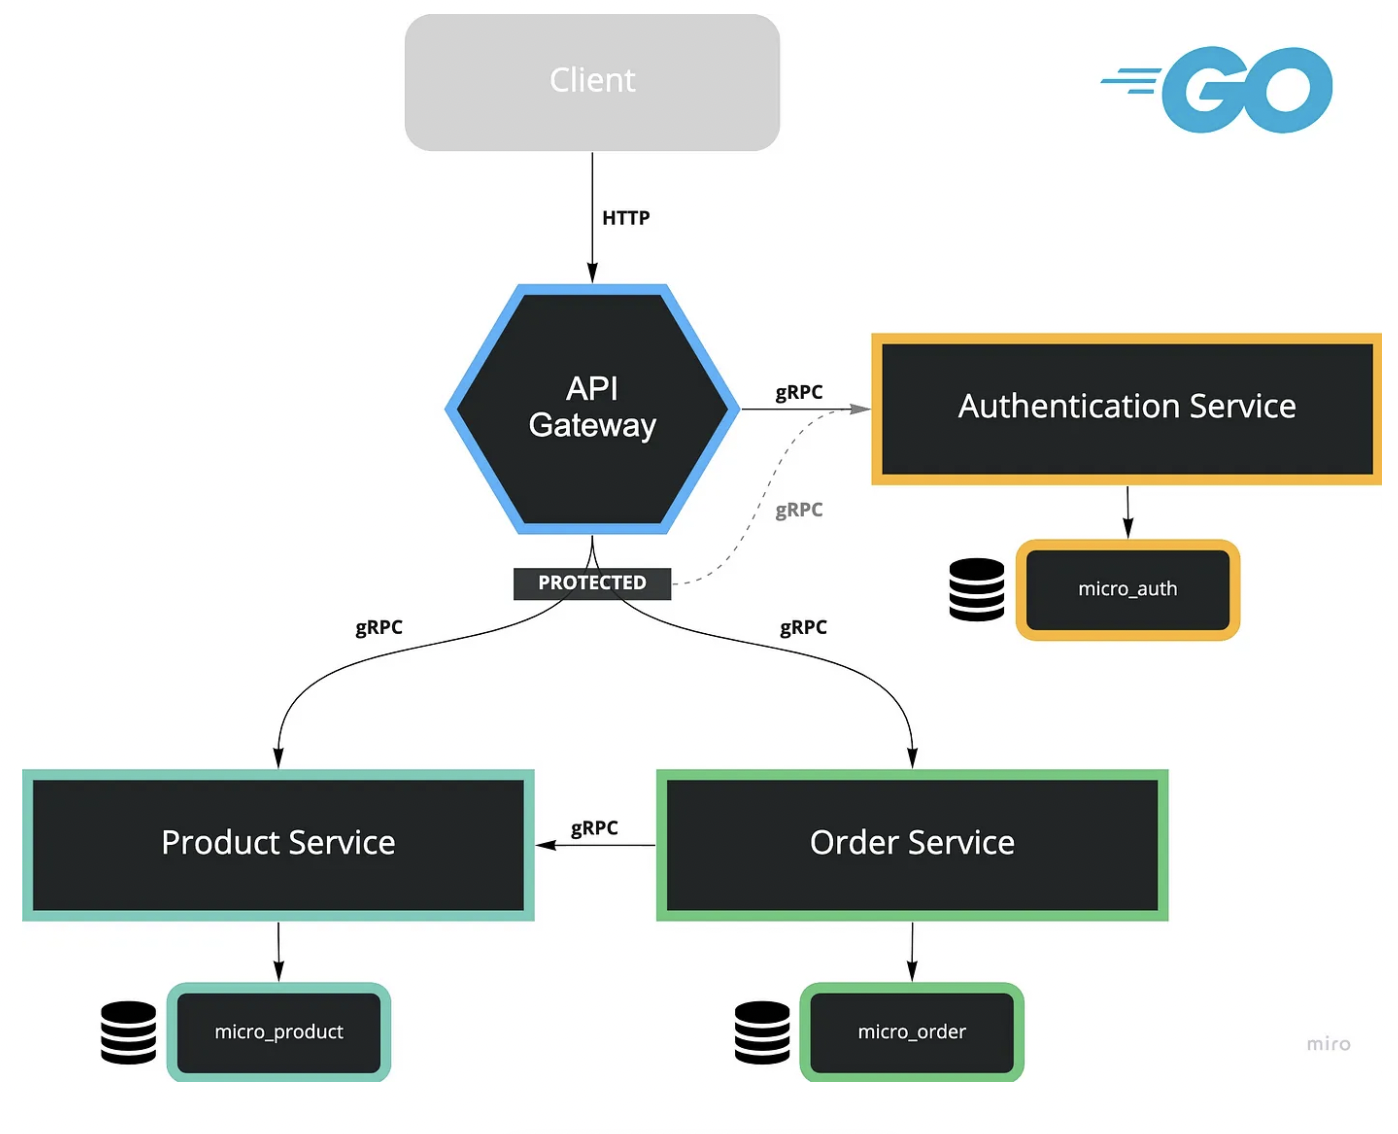 Client
GO
HTTP
API
Gateway
gRPC
Authentication Service
gRPC
PROTECTED
micro_auth
gRPC
gRPC
Product Service
gRPC
Order Service
micro_product
micro_order
miro